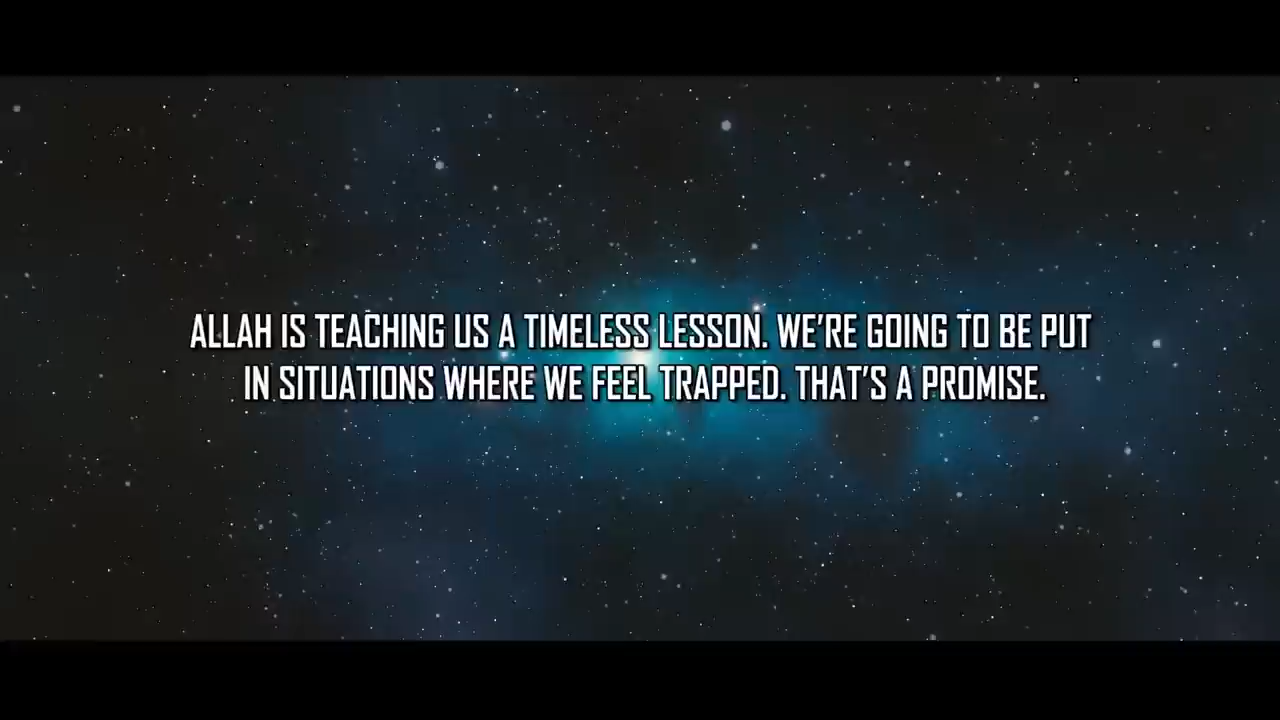 ALLAH IS TEACHING US A TIMELESS LESSON. WE'RE GOING TO BE PUT
IN SITUATIONS WHERE WE FEEL TRAPPED. THAT'S A PROMISE.